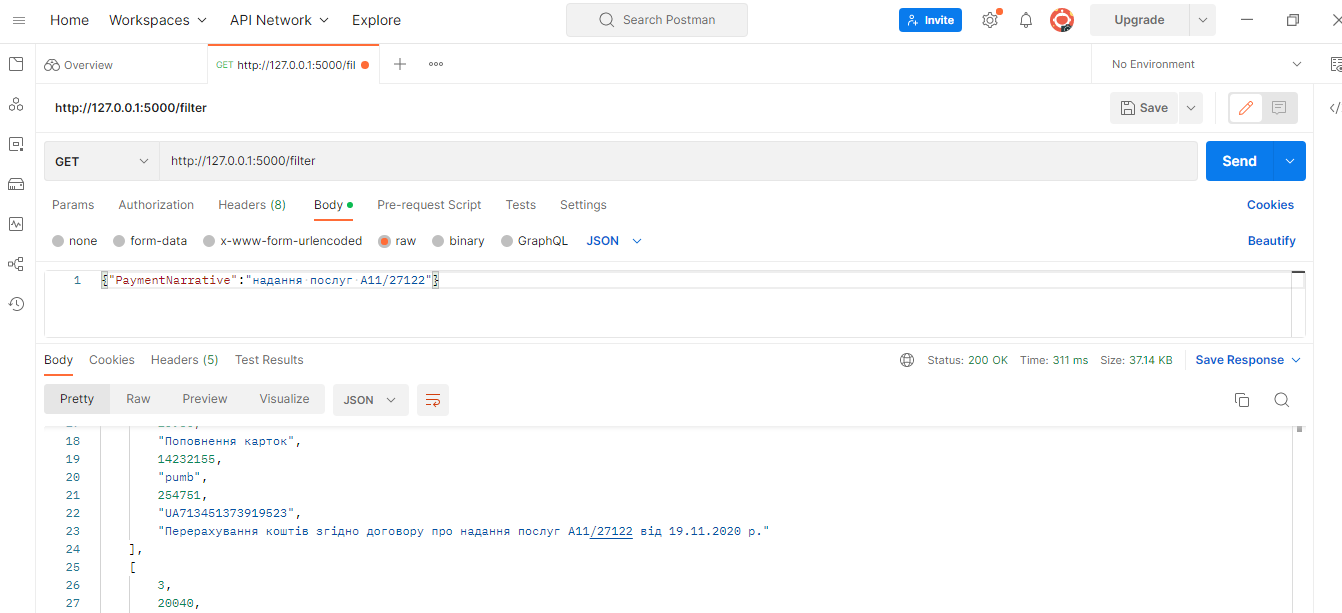 Home Workspaces API Network Explore Search Postman Invite Upgrade
Overview GET http://127.0.0.1:5000/fil No Environment
http://127.0.0.1:5000/filter Save
GET http://127.0.0.1:5000/filter Send
Params Authorization Headers (8) Body Pre-request Script Tests Settings Cookies
none form-data x-www-form-urlencoded raw binary GraphQL JSON Beautify
1 {"PaymentNarrative":"надання послуг А11/27122"}
Body Cookies Headers (5) Test Results Status: 200 OK Time: 311 ms Size: 37.14 KB Save Response
Pretty Raw Preview Visualize JSON
18 "Поповнення карток",
19 14232155,
20 "pumb",
21 254751,
22 "UA713451373919523",
23 "Перерахування коштів згідно договору про надання послуг А11/27122 від 19.11.2020 р."
24 ],
25 [
26 3,
27 20040,